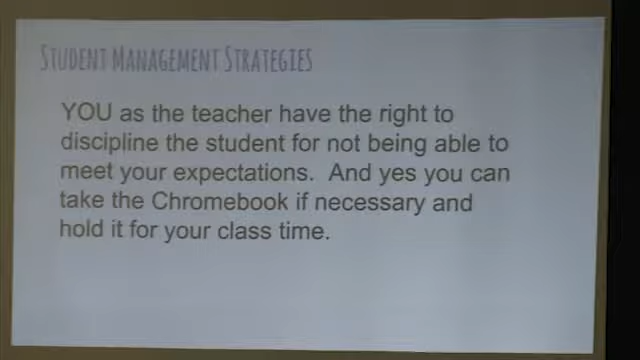 STUDENT MANAGEMENT STRATEGIES
YOU as the teacher have the right to
discipline the student for not being able to
meet your expectations.  And yes you can
take the Chromebook if necessary and
hold it for your class time.